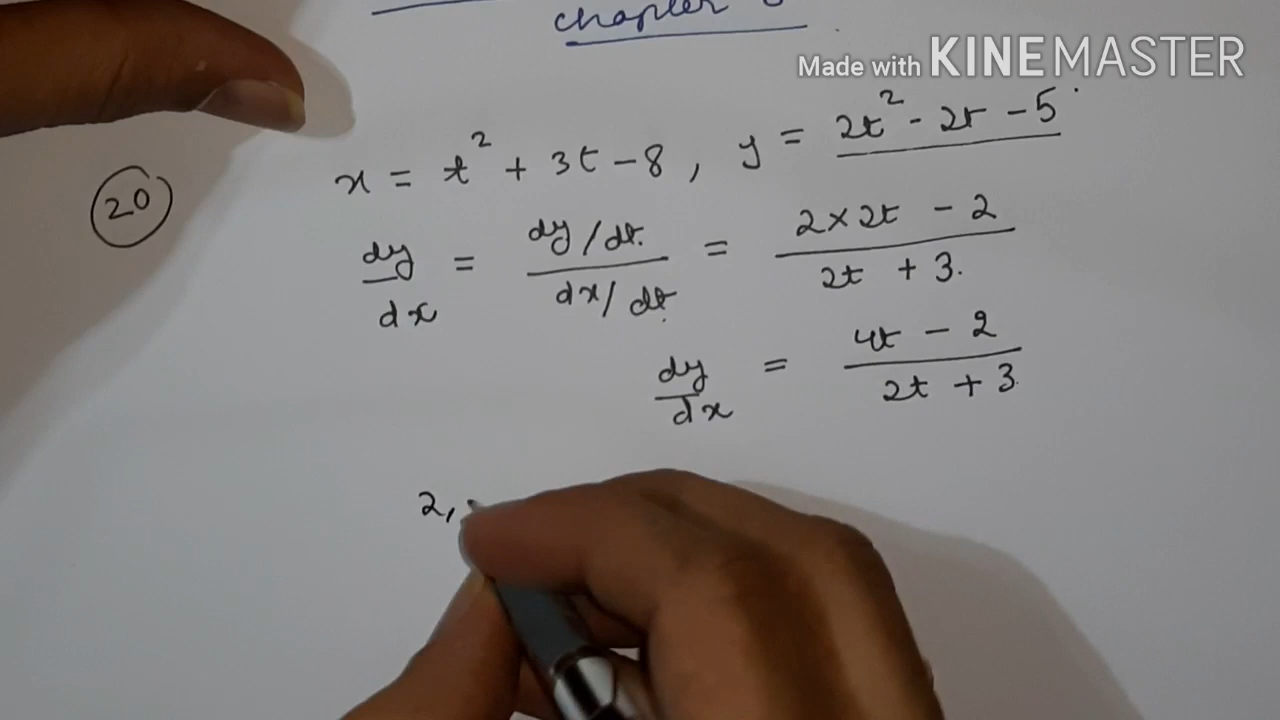 chapter
Made with KINEMASTER
20
x = t² + 3t - 8, y = 2t² - 2t - 5
dy/dx = (dy/dt)/(dx/dt) = (2 × 2t - 2)/(2t + 3)
dy/dx = (4t - 2)/(2t + 3)
2,